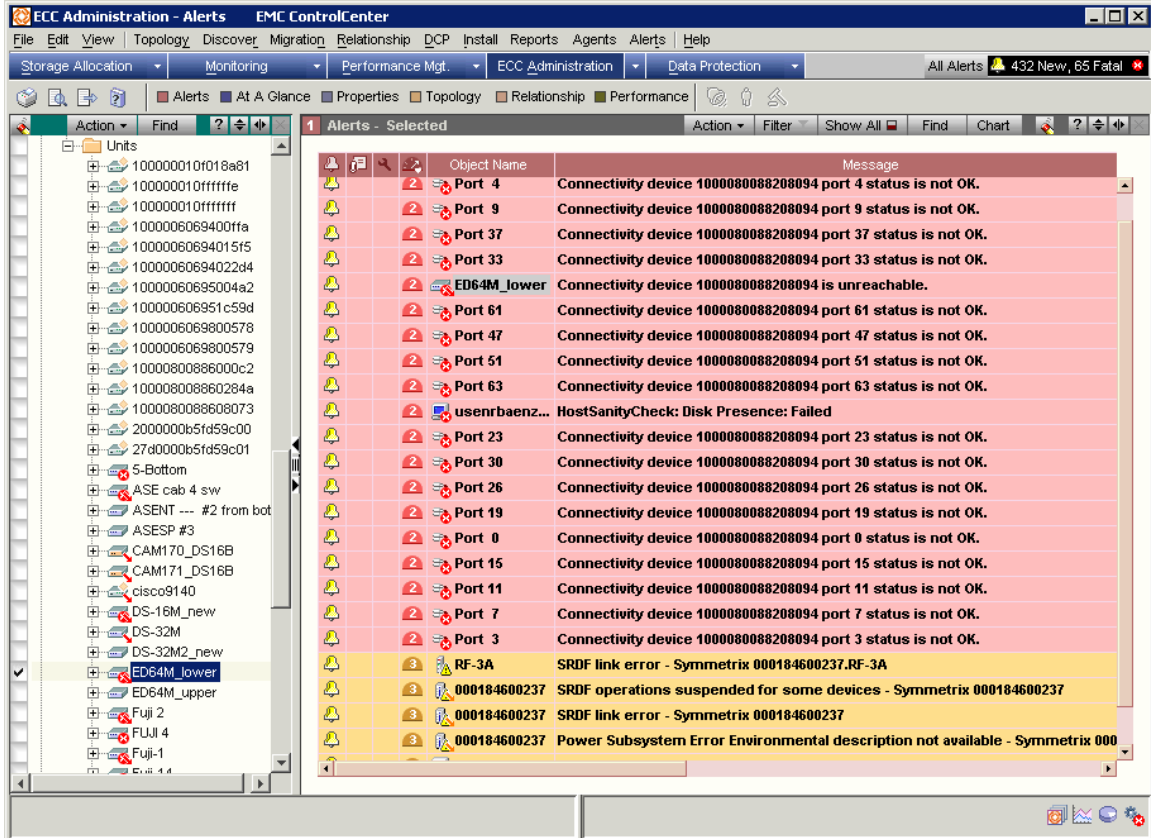 ECC Administration - Alerts EMC ControlCenter
File Edit View Topology Discover Migration Relationship DCP Install Reports Agents Alerts Help
Storage Allocation Monitoring Performance Mgt. ECC Administration Data Protection All Alerts 432 New, 65 Fatal
Alerts At A Glance Properties Topology Relationship Performance
Action Find ?
1 Alerts - Selected Action Filter Show All Find Chart ?
Units
100000010f018a81
100000010ffffffe
100000010fffffff
1000006069400ffa
10000060694015f5
10000060694022d4
10000060695004a2
100000606951c59d
1000006069800578
1000006069800579
10000800886000c2
100008008860284a
1000080088608073
2000000b5fd59c00
27d0000b5fd59c01
5-Bottom
ASE cab 4 sw
ASENT --- #2 from bot
ASESP #3
CAM170_DS16B
CAM171_DS16B
cisco9140
DS-16M_new
DS-32M
DS-32M2_new
ED64M_lower
ED64M_upper
Fuji 2
FUJI 4
Fuji-1
Fuji-14
Object Name Message
2 Port 4 Connectivity device 1000080088208094 port 4 status is not OK.
2 Port 9 Connectivity device 1000080088208094 port 9 status is not OK.
2 Port 37 Connectivity device 1000080088208094 port 37 status is not OK.
2 Port 33 Connectivity device 1000080088208094 port 33 status is not OK.
2 ED64M_lower Connectivity device 1000080088208094 is unreachable.
2 Port 61 Connectivity device 1000080088208094 port 61 status is not OK.
2 Port 47 Connectivity device 1000080088208094 port 47 status is not OK.
2 Port 51 Connectivity device 1000080088208094 port 51 status is not OK.
2 Port 63 Connectivity device 1000080088208094 port 63 status is not OK.
2 usenrbaenz... HostSanityCheck: Disk Presence: Failed
2 Port 23 Connectivity device 1000080088208094 port 23 status is not OK.
2 Port 30 Connectivity device 1000080088208094 port 30 status is not OK.
2 Port 26 Connectivity device 1000080088208094 port 26 status is not OK.
2 Port 19 Connectivity device 1000080088208094 port 19 status is not OK.
2 Port 0 Connectivity device 1000080088208094 port 0 status is not OK.
2 Port 15 Connectivity device 1000080088208094 port 15 status is not OK.
2 Port 11 Connectivity device 1000080088208094 port 11 status is not OK.
2 Port 7 Connectivity device 1000080088208094 port 7 status is not OK.
2 Port 3 Connectivity device 1000080088208094 port 3 status is not OK.
3 RF-3A SRDF link error - Symmetrix 000184600237.RF-3A
3 000184600237 SRDF operations suspended for some devices - Symmetrix 000184600237
3 000184600237 SRDF link error - Symmetrix 000184600237
3 000184600237 Power Subsystem Error Environmental description not available - Symmetrix 000